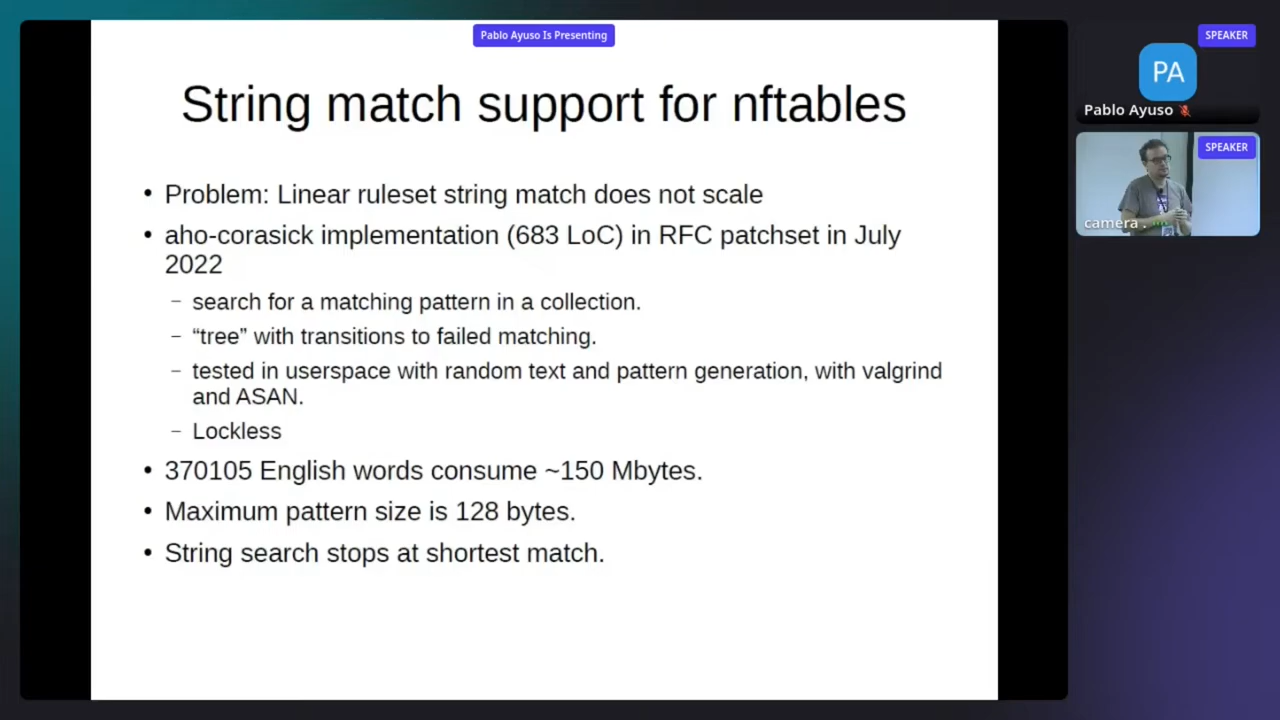 Pablo Ayuso Is Presenting
String match support for nftables
• Problem: Linear ruleset string match does not scale
• aho-corasick implementation (683 LoC) in RFC patchset in July
2022
– search for a matching pattern in a collection.
– “tree” with transitions to failed matching.
– tested in userspace with random text and pattern generation, with valgrind
and ASAN.
– Lockless
• 370105 English words consume ~150 Mbytes.
• Maximum pattern size is 128 bytes.
• String search stops at shortest match.
SPEAKER
PA
Pablo Ayuso
SPEAKER
camera .